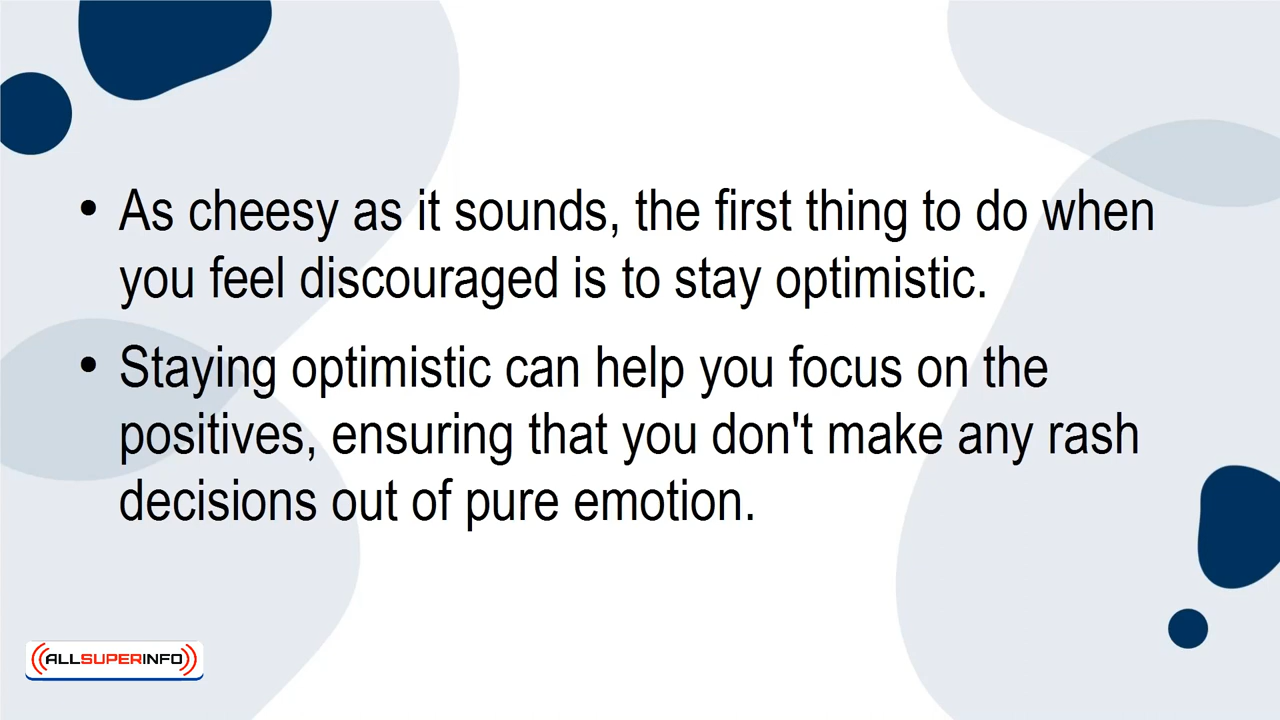 • As cheesy as it sounds, the first thing to do when
you feel discouraged is to stay optimistic.
• Staying optimistic can help you focus on the
positives, ensuring that you don't make any rash
decisions out of pure emotion.
ALLSUPERINFO